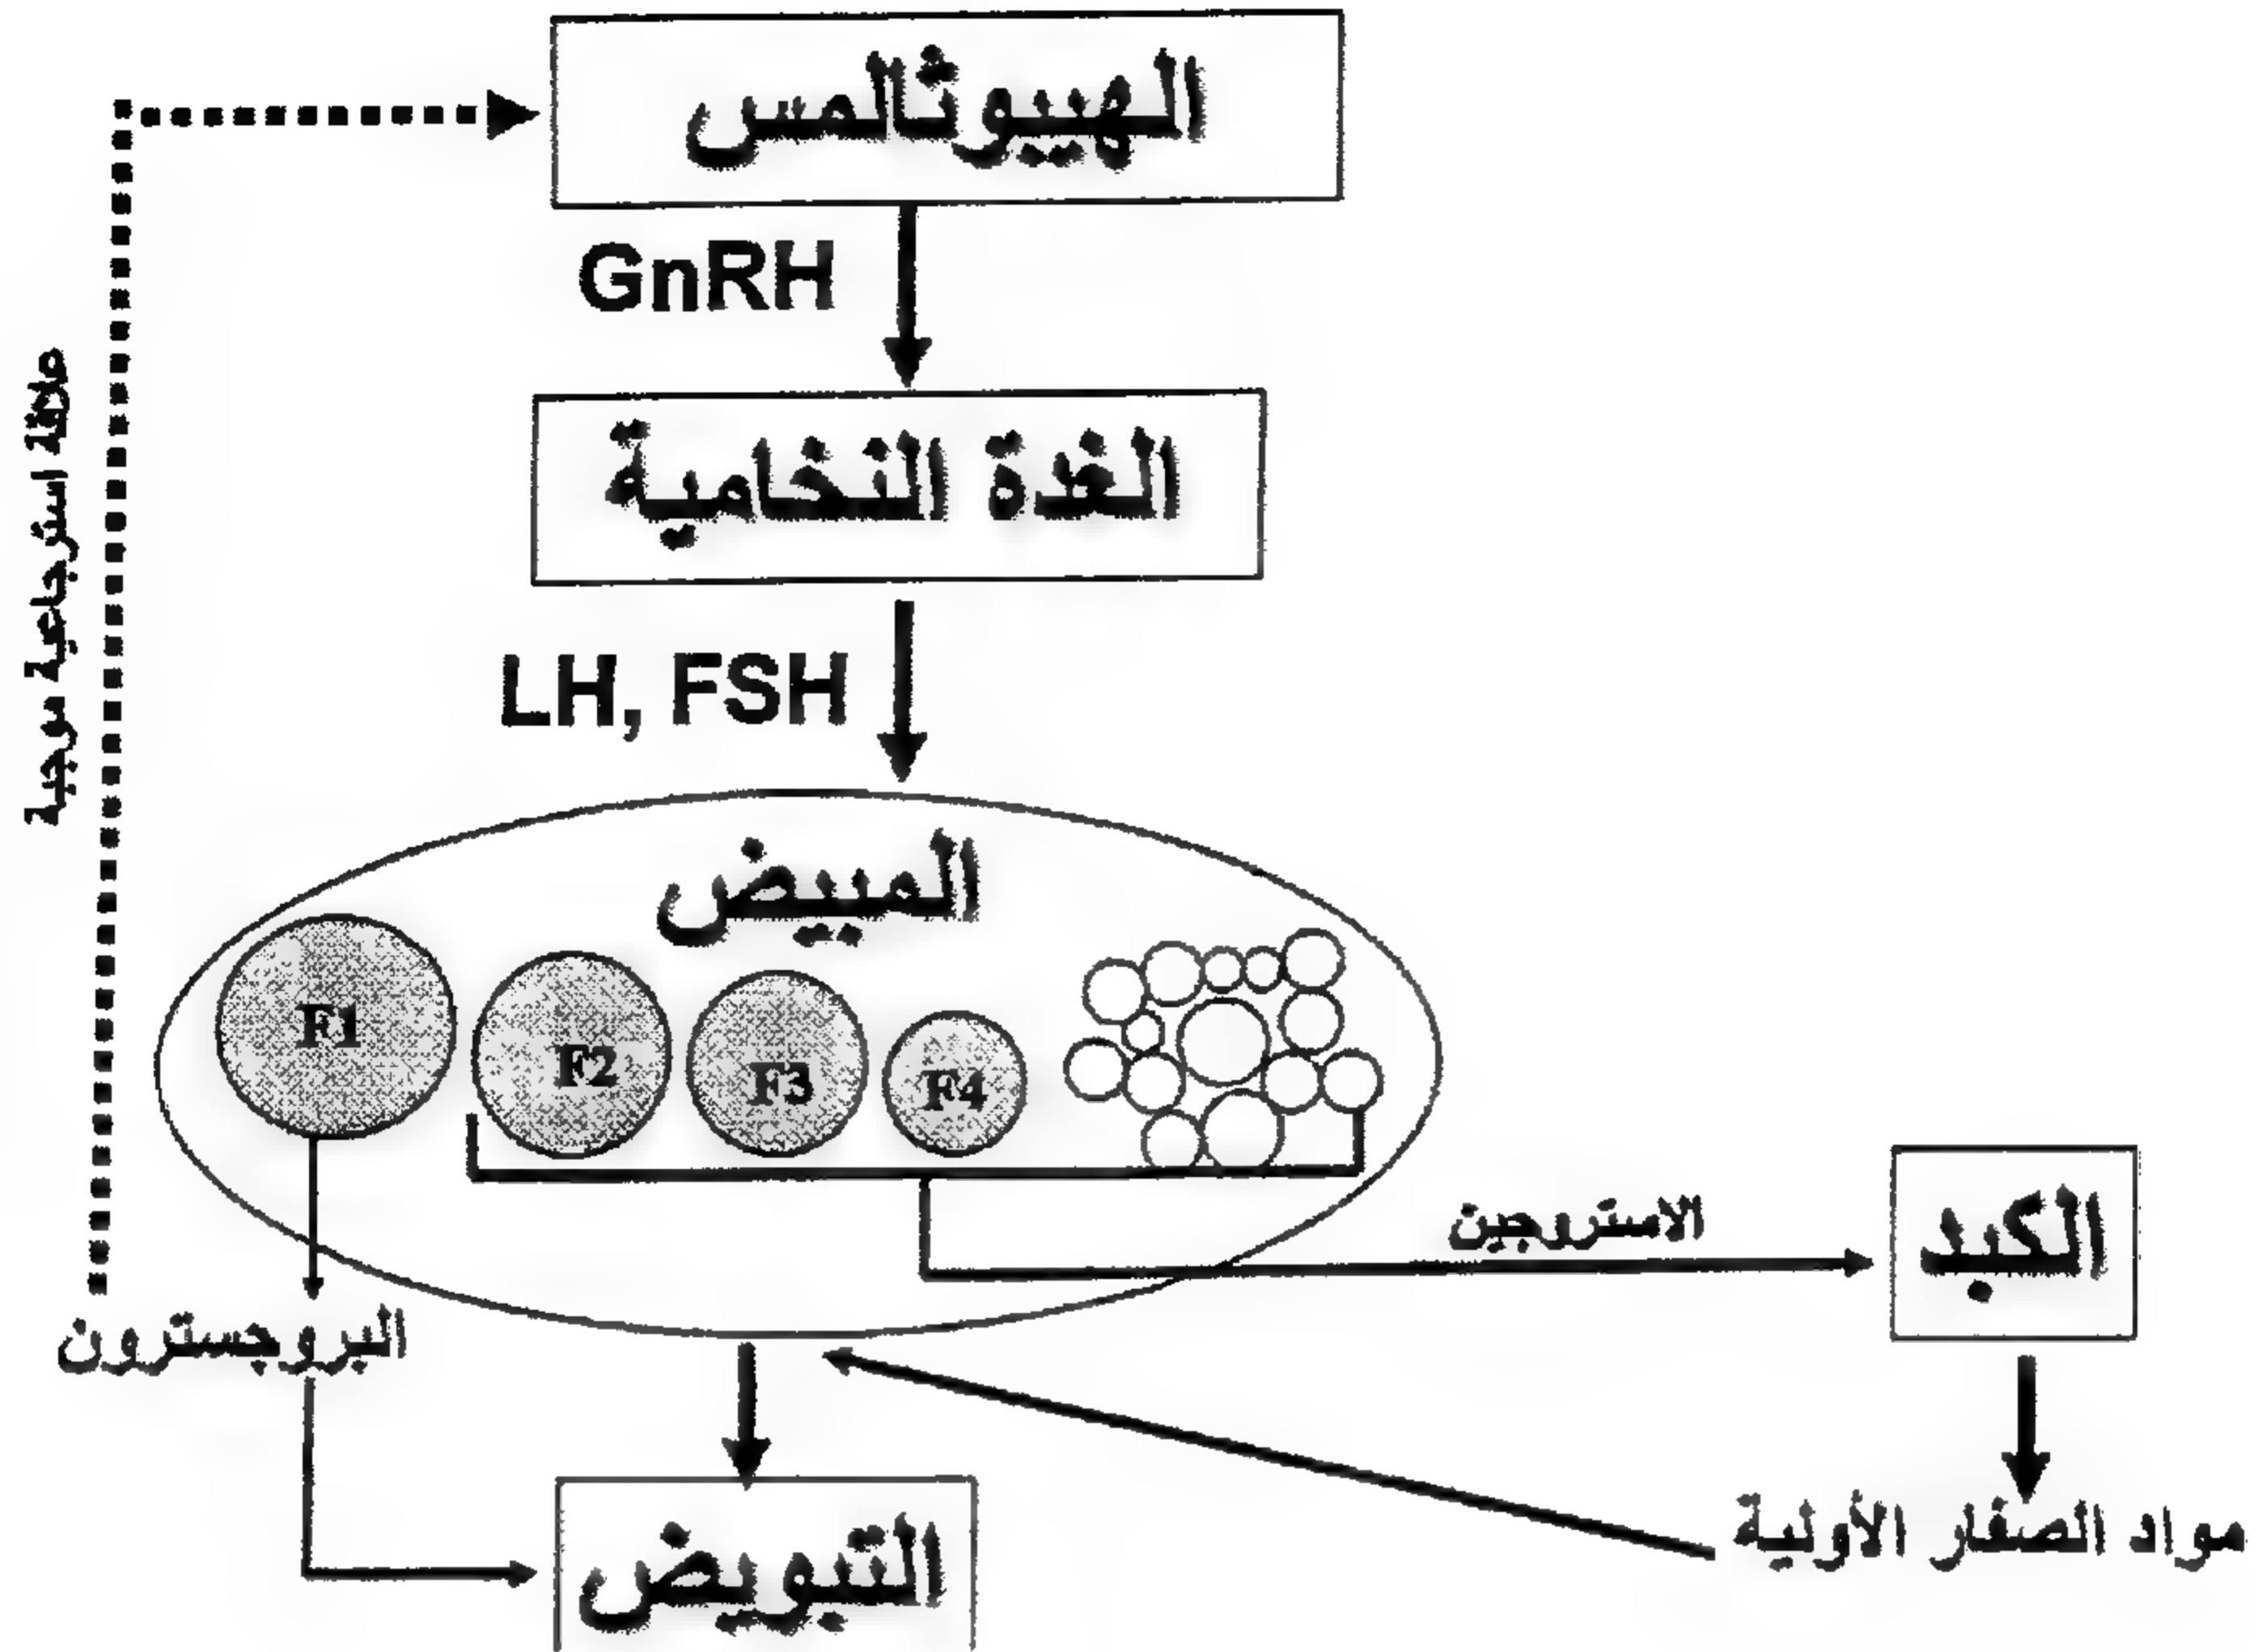 الهيبوثالمس
GnRH
الغدة النخامية
LH, FSH
علاقة استرجاعية موجبة
المبيض
F1
F2
F3
F4
الاستروجين
الكبد
البروجسترون
مواد الصفار الأولية
التبويض